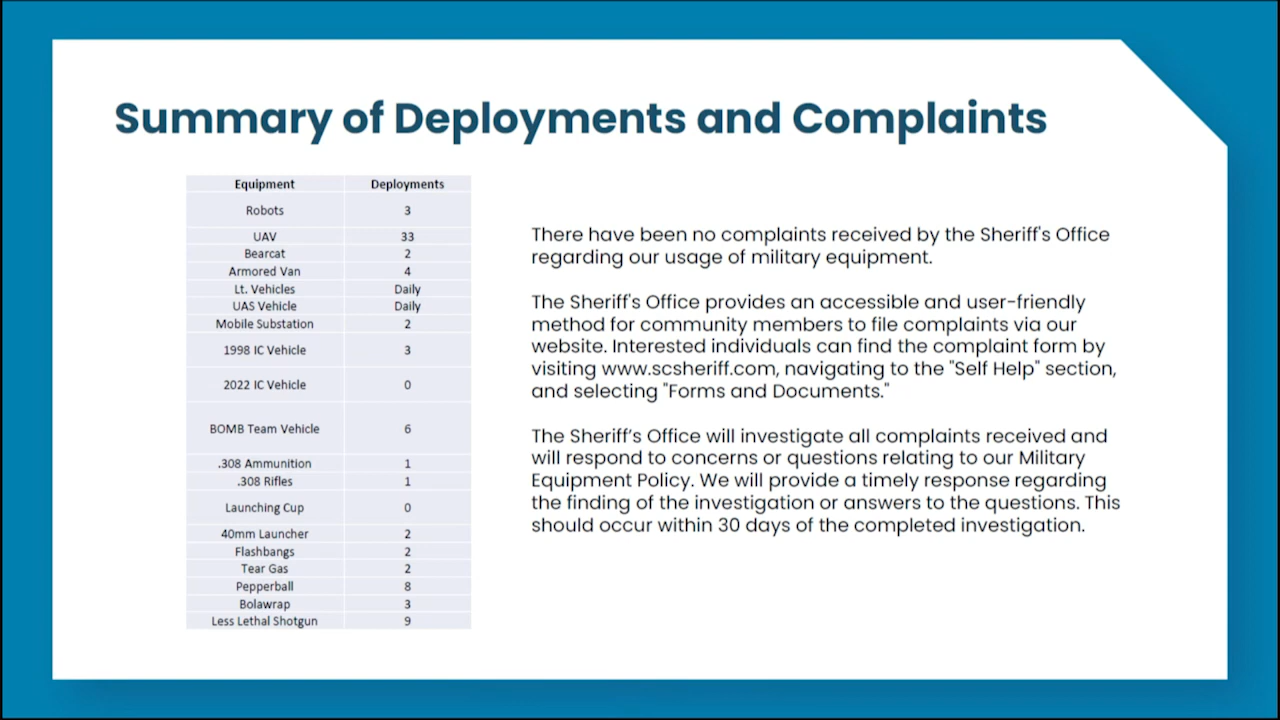 Summary of Deployments and Complaints
Equipment Deployments
Robots 3
UAV 33
Bearcat 2
Armored Van 4
Lt. Vehicles Daily
UAS Vehicle Daily
Mobile Substation 2
1998 IC Vehicle 3
2022 IC Vehicle 0
BOMB Team Vehicle 6
.308 Ammunition 1
.308 Rifles 1
Launching Cup 0
40mm Launcher 2
Flashbangs 2
Tear Gas 2
Pepperball 8
Bolawrap 3
Less Lethal Shotgun 9
There have been no complaints received by the Sheriff's Office
regarding our usage of military equipment.
The Sheriff's Office provides an accessible and user-friendly
method for community members to file complaints via our
website. Interested individuals can find the complaint form by
visiting www.scsheriff.com, navigating to the "Self Help" section,
and selecting "Forms and Documents."
The Sheriff’s Office will investigate all complaints received and
will respond to concerns or questions relating to our Military
Equipment Policy. We will provide a timely response regarding
the finding of the investigation or answers to the questions. This
should occur within 30 days of the completed investigation.